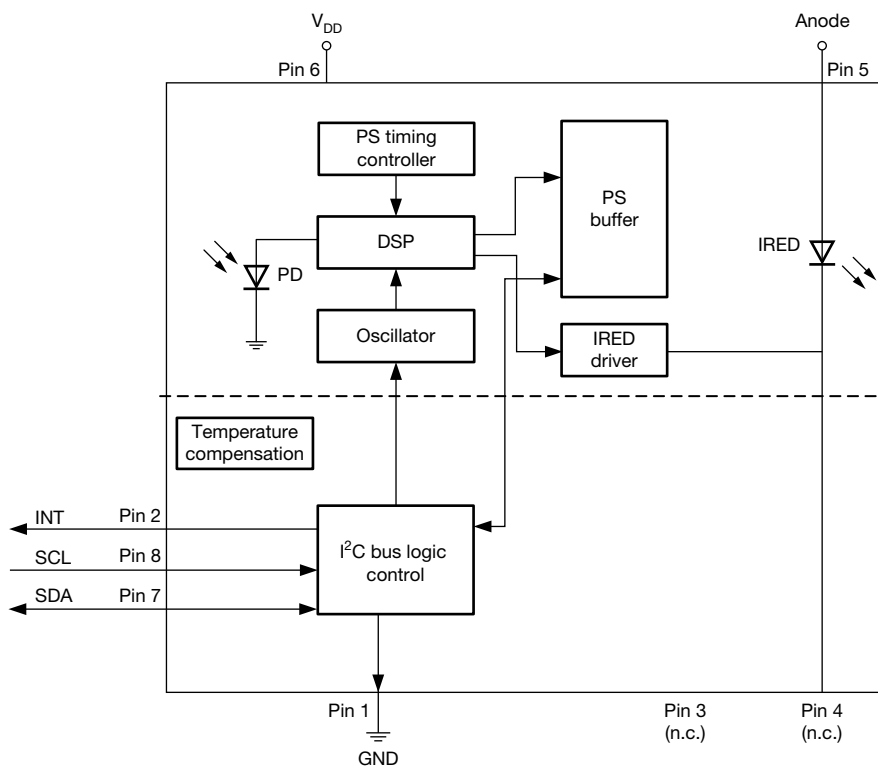 V_DD
Anode
Pin 6
Pin 5
PS timing
controller
PS
buffer
DSP
IRED
PD
Oscillator
IRED
driver
Temperature
compensation
INT
Pin 2
SCL
Pin 8
I²C bus logic
control
SDA
Pin 7
Pin 1
Pin 3
(n.c.)
Pin 4
(n.c.)
GND